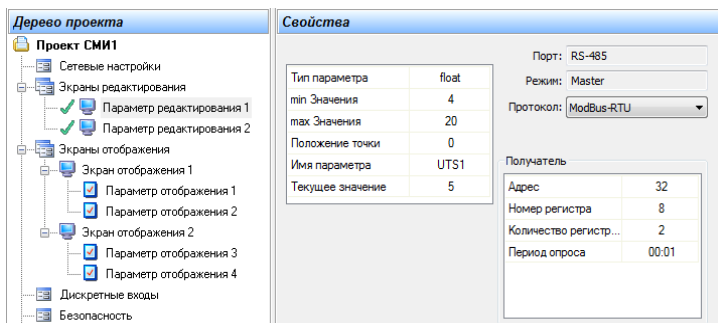 Дерево проекта
Проект СМИ1
Сетевые настройки
Экраны редактирования
Параметр редактирования 1
Параметр редактирования 2
Экраны отображения
Экран отображения 1
Параметр отображения 1
Параметр отображения 2
Экран отображения 2
Параметр отображения 3
Параметр отображения 4
Дискретные входы
Безопасность
Свойства
Тип параметра float
min Значения 4
max Значения 20
Положение точки 0
Имя параметра UTS1
Текущее значение 5
Порт: RS-485
Режим: Master
Протокол: ModBus-RTU
Получатель
Адрес 32
Номер регистра 8
Количество регистр... 2
Период опроса 00:01